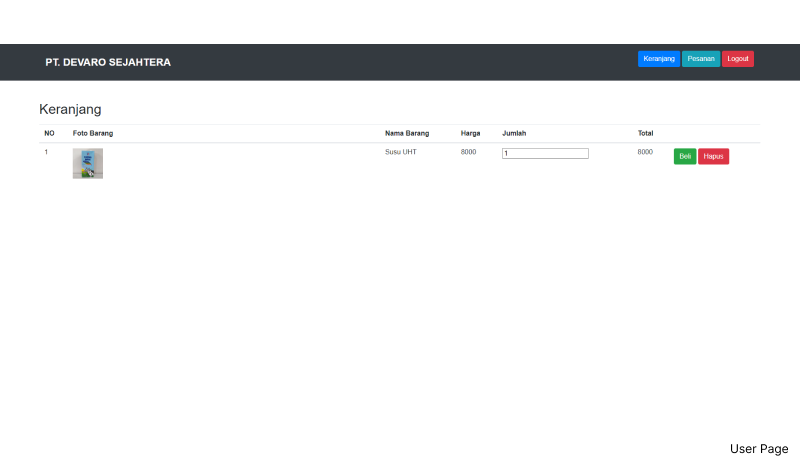 PT. DEVARO SEJAHTERA Keranjang Pesanan Logout
Keranjang
NO Foto Barang Nama Barang Harga Jumlah Total
1 Susu UHT 8000 1 8000 Beli Hapus
User Page